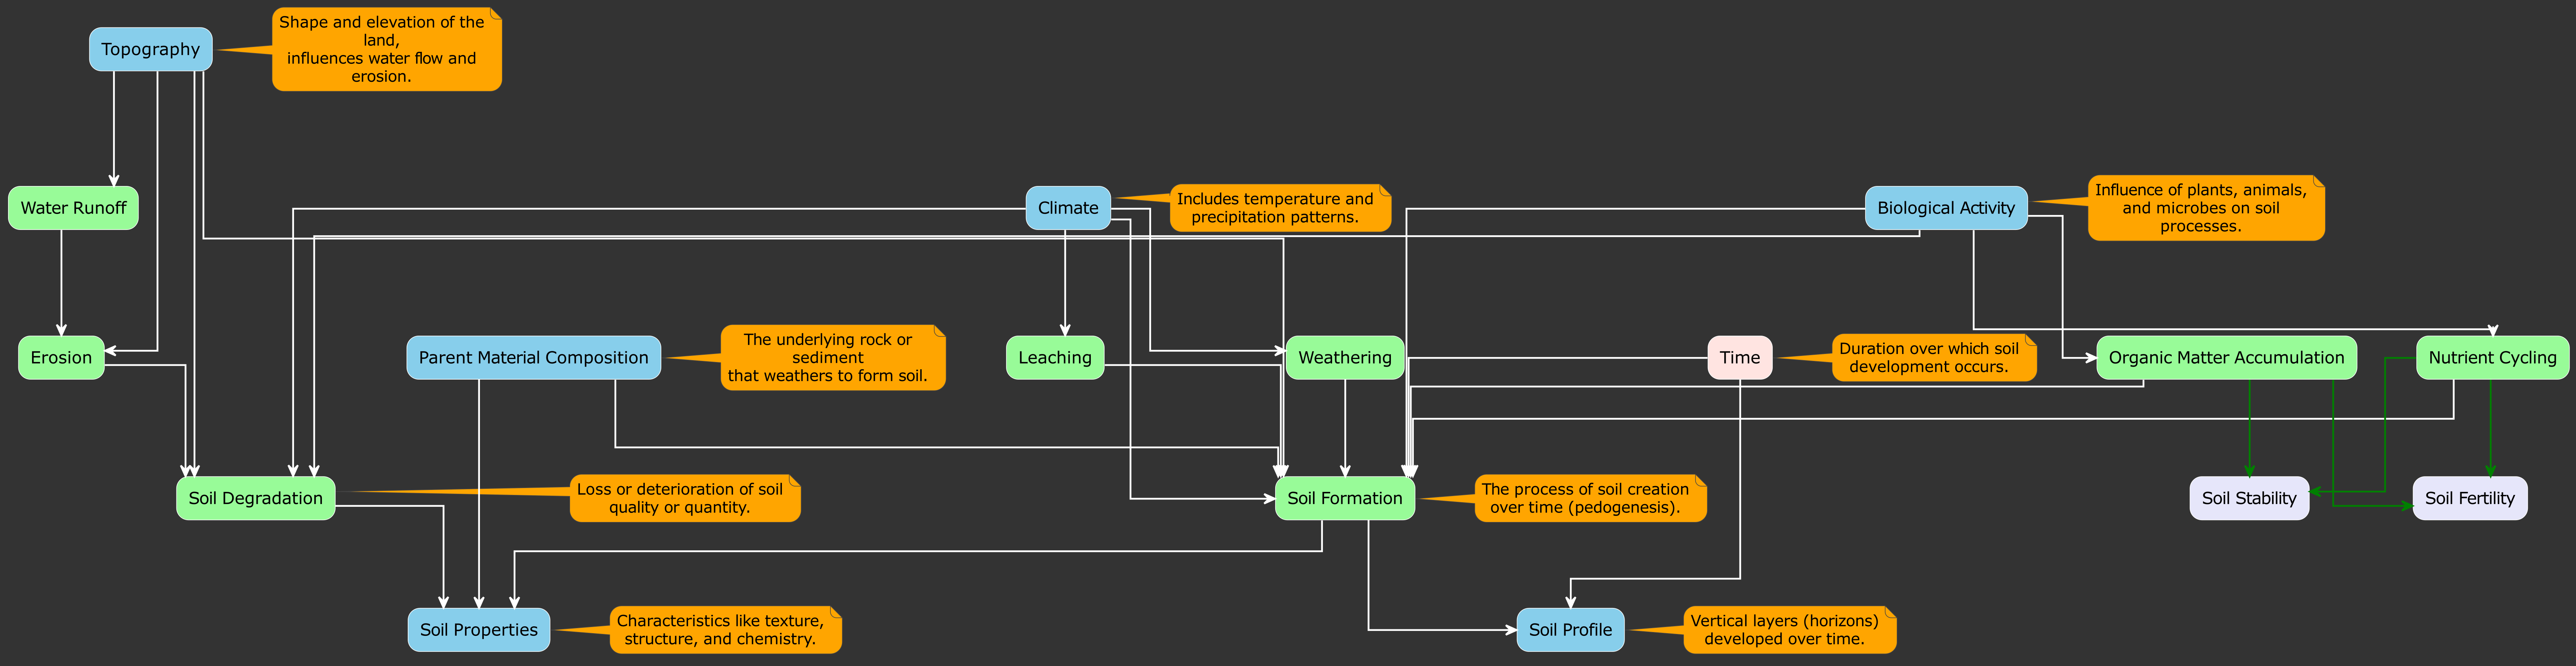 Topography
Shape and elevation of the
land,
influences water flow and
erosion.
Water Runoff
Climate
Includes temperature and
precipitation patterns.
Biological Activity
Influence of plants, animals,
and microbes on soil
processes.
Erosion
Parent Material Composition
The underlying rock or
sediment
that weathers to form soil.
Leaching
Weathering
Time
Duration over which soil
development occurs.
Organic Matter Accumulation
Nutrient Cycling
Soil Degradation
Loss or deterioration of soil
quality or quantity.
Soil Formation
The process of soil creation
over time (pedogenesis).
Soil Stability
Soil Fertility
Soil Properties
Characteristics like texture,
structure, and chemistry.
Soil Profile
Vertical layers (horizons)
developed over time.